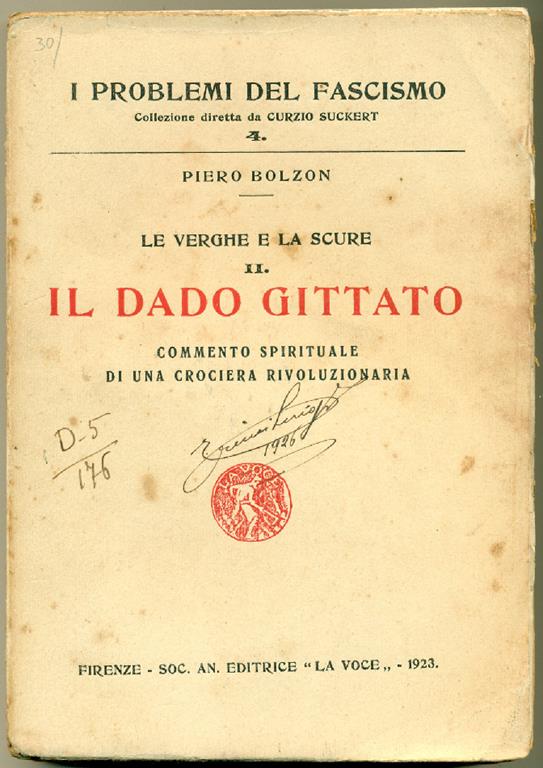 30/
I PROBLEMI DEL FASCISMO
Collezione diretta da CURZIO SUCKERT
4.
PIERO BOLZON
LE VERGHE E LA SCURE
II.
IL DADO GITTATO
COMMENTO SPIRITUALE
DI UNA CROCIERA RIVOLUZIONARIA
D-5
176
1926
FIRENZE - SOC. AN. EDITRICE "LA VOCE„ - 1923.